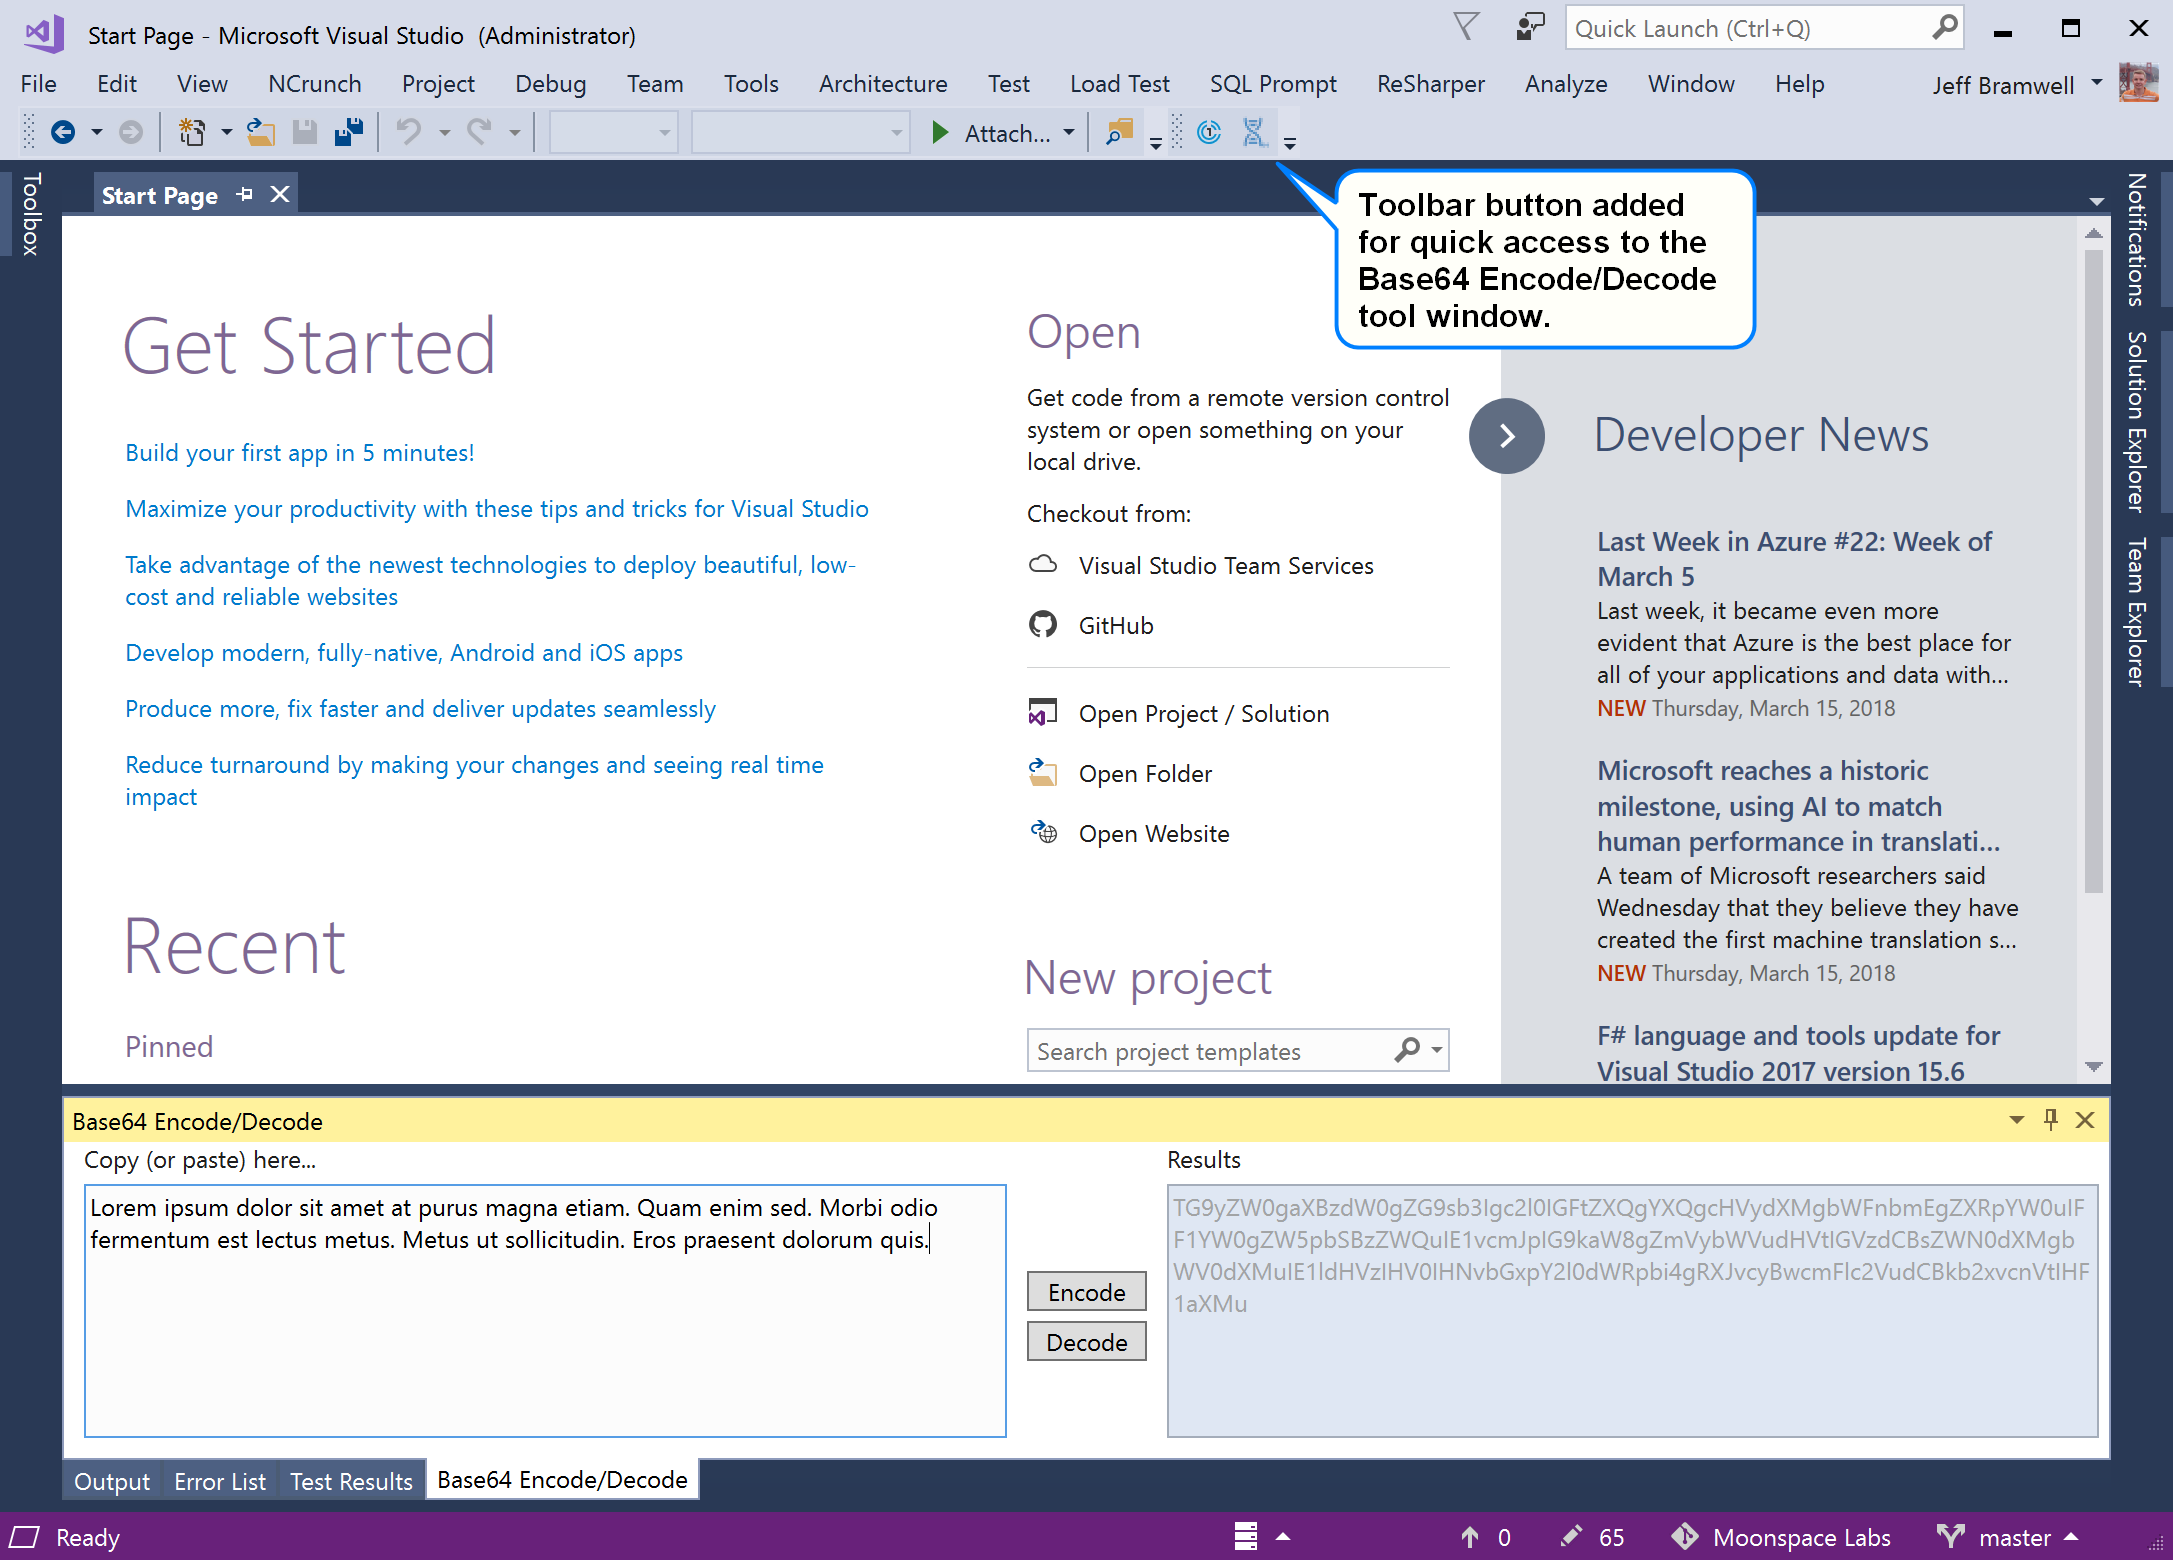 Start Page - Microsoft Visual Studio (Administrator)
Quick Launch (Ctrl+Q)
File Edit View NCrunch Project Debug Team Tools Architecture Test Load Test SQL Prompt ReSharper Analyze Window Help Jeff Bramwell
Attach...
Toolbox
Start Page
Toolbar button added
for quick access to the
Base64 Encode/Decode
tool window.
Notifications
Solution Explorer
Team Explorer
Get Started
Build your first app in 5 minutes!
Maximize your productivity with these tips and tricks for Visual Studio
Take advantage of the newest technologies to deploy beautiful, low-
cost and reliable websites
Develop modern, fully-native, Android and iOS apps
Produce more, fix faster and deliver updates seamlessly
Reduce turnaround by making your changes and seeing real time
impact
Recent
Pinned
Open
Get code from a remote version control
system or open something on your
local drive.
Checkout from:
Visual Studio Team Services
GitHub
Open Project / Solution
Open Folder
Open Website
New project
Search project templates
Developer News
Last Week in Azure #22: Week of
March 5
Last week, it became even more
evident that Azure is the best place for
all of your applications and data with...
NEW Thursday, March 15, 2018
Microsoft reaches a historic
milestone, using AI to match
human performance in translati...
A team of Microsoft researchers said
Wednesday that they believe they have
created the first machine translation s...
NEW Thursday, March 15, 2018
F# language and tools update for
Visual Studio 2017 version 15.6
Base64 Encode/Decode
Copy (or paste) here...
Lorem ipsum dolor sit amet at purus magna etiam. Quam enim sed. Morbi odio
fermentum est lectus metus. Metus ut sollicitudin. Eros praesent dolorum quis.
Encode
Decode
Results
TG9yZW0gaXBzdW0gZG9sb3Igc2l0IGFtZXQgYXQgcHVydXMgbWFnbmEgZXRpYW0uIF
F1YW0gZW5pbSBzZWQuIE1vcmJpIG9kaW8gZmVybWVudHVtIGVzdCBsZWN0dXMgb
WV0dXMuIE1ldHVzIHV0IHNvbGxpY2l0dWRpbi4gRXJvcyBwcmFlc2VudCBkb2xvcnVtIHF
1aXMu
Output Error List Test Results Base64 Encode/Decode
Ready 0 65 Moonspace Labs master